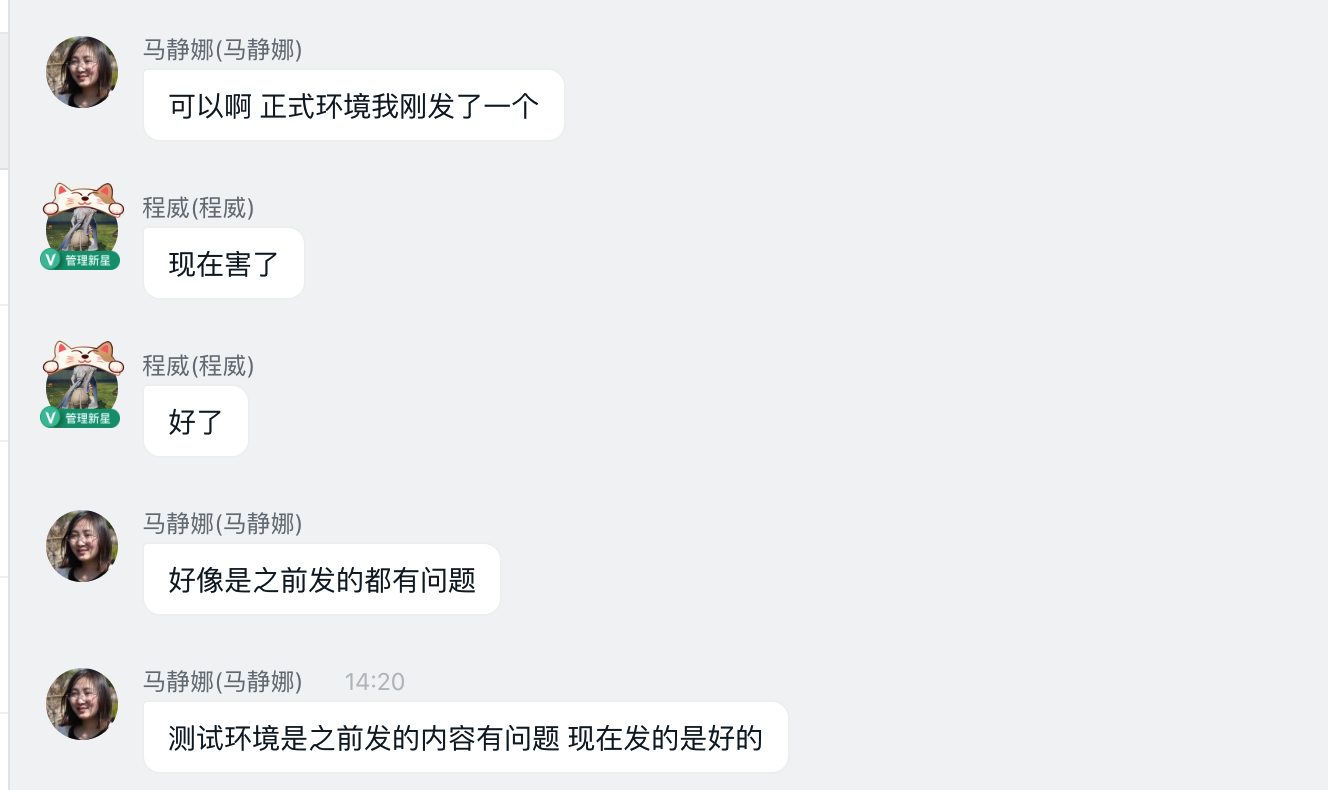 马静娜(马静娜)
可以啊 正式环境我刚发了一个
程威(程威)
现在害了
V 管理新星
程威(程威)
好了
V 管理新星
马静娜(马静娜)
好像是之前发的都有问题
马静娜(马静娜) 14:20
测试环境是之前发的内容有问题 现在发的是好的